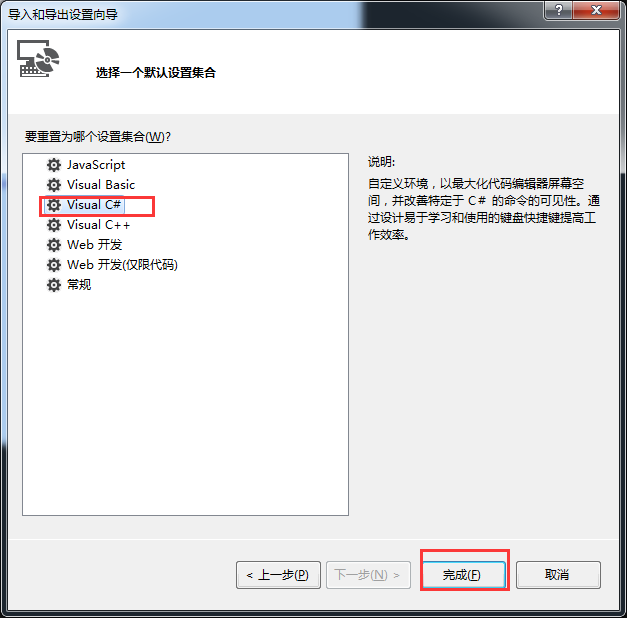 导入和导出设置向导
?
选择一个默认设置集合
要重置为哪个设置集合(W)?
JavaScript
Visual Basic
Visual C#
Visual C++
Web 开发
Web 开发(仅限代码)
常规
说明:
自定义环境，以最大化代码编辑器屏幕空
间，并改善特定于 C# 的命令的可见性。通
过设计易于学习和使用的键盘快捷键提高工
作效率。
< 上一步(P)
下一步(N) >
完成(F)
取消